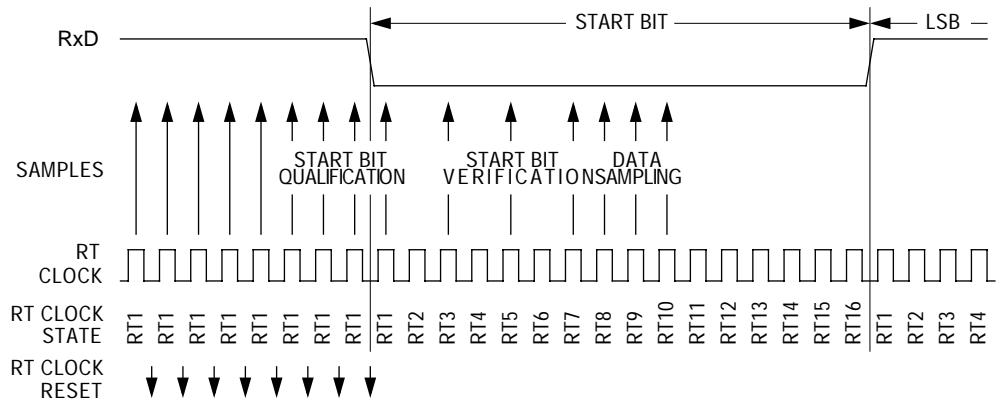 START BIT
LSB
RxD
SAMPLES
START BIT
QUALIFICATION
START BIT
VERIFICATION
DATA
SAMPLING
RT
CLOCK
RT CLOCK
STATE
RT1 RT1 RT1 RT1 RT1 RT1 RT1 RT1 RT1 RT2 RT3 RT4 RT5 RT6 RT7 RT8 RT9 RT10 RT11 RT12 RT13 RT14 RT15 RT16 RT1 RT2 RT3 RT4
RT CLOCK
RESET